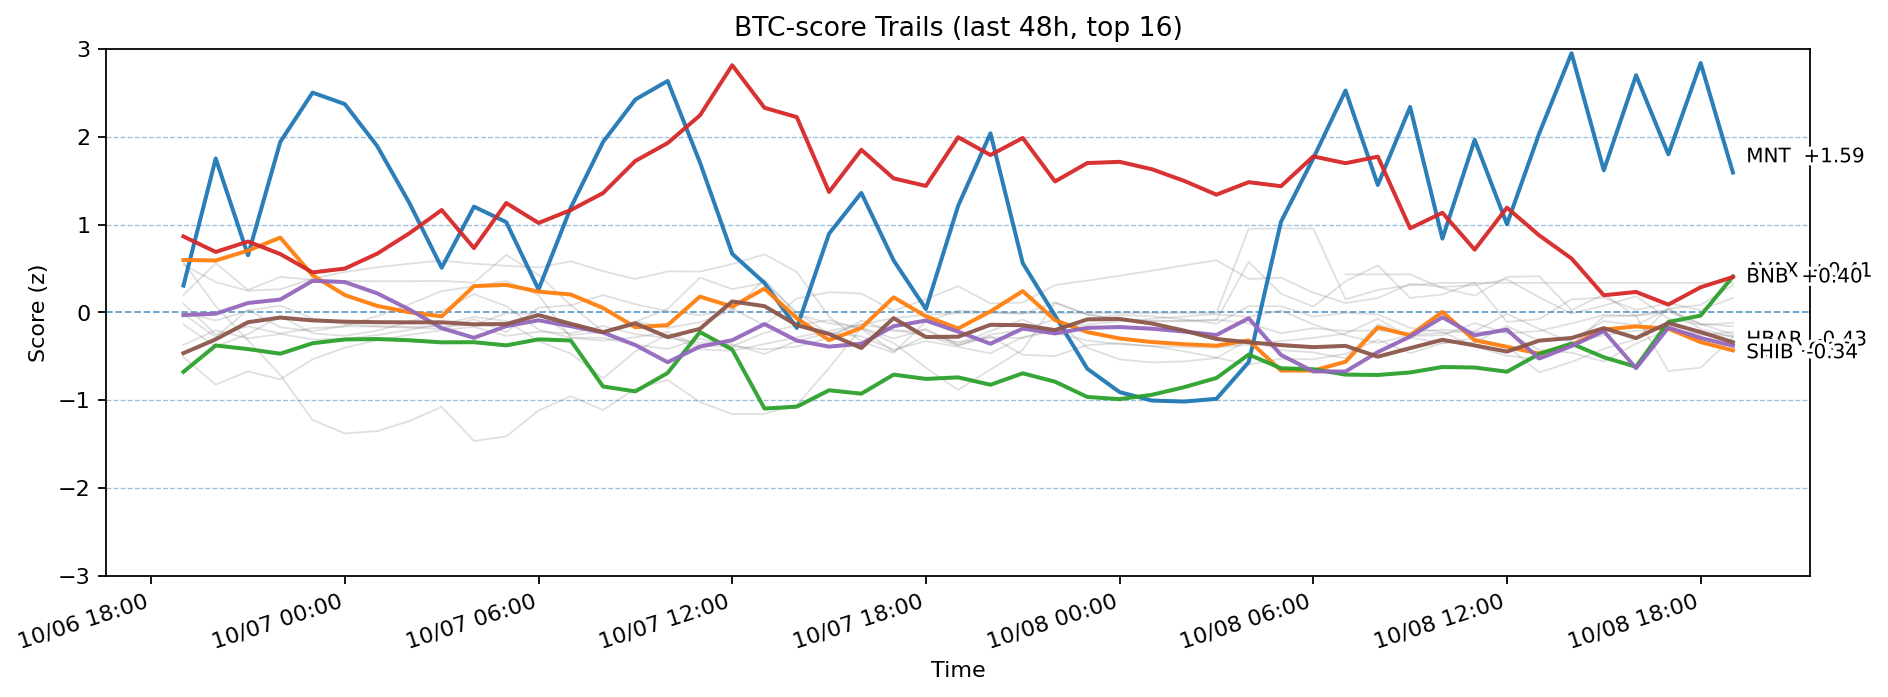 BTC-score Trails (last 48h, top 16)
Score (z)
3
2
1
0
−1
−2
−3
MNT +1.59
BNB +0.40
SHIB -0.34
10/06 18:00
10/07 00:00
10/07 06:00
10/07 12:00
10/07 18:00
10/08 00:00
10/08 06:00
10/08 12:00
10/08 18:00
Time